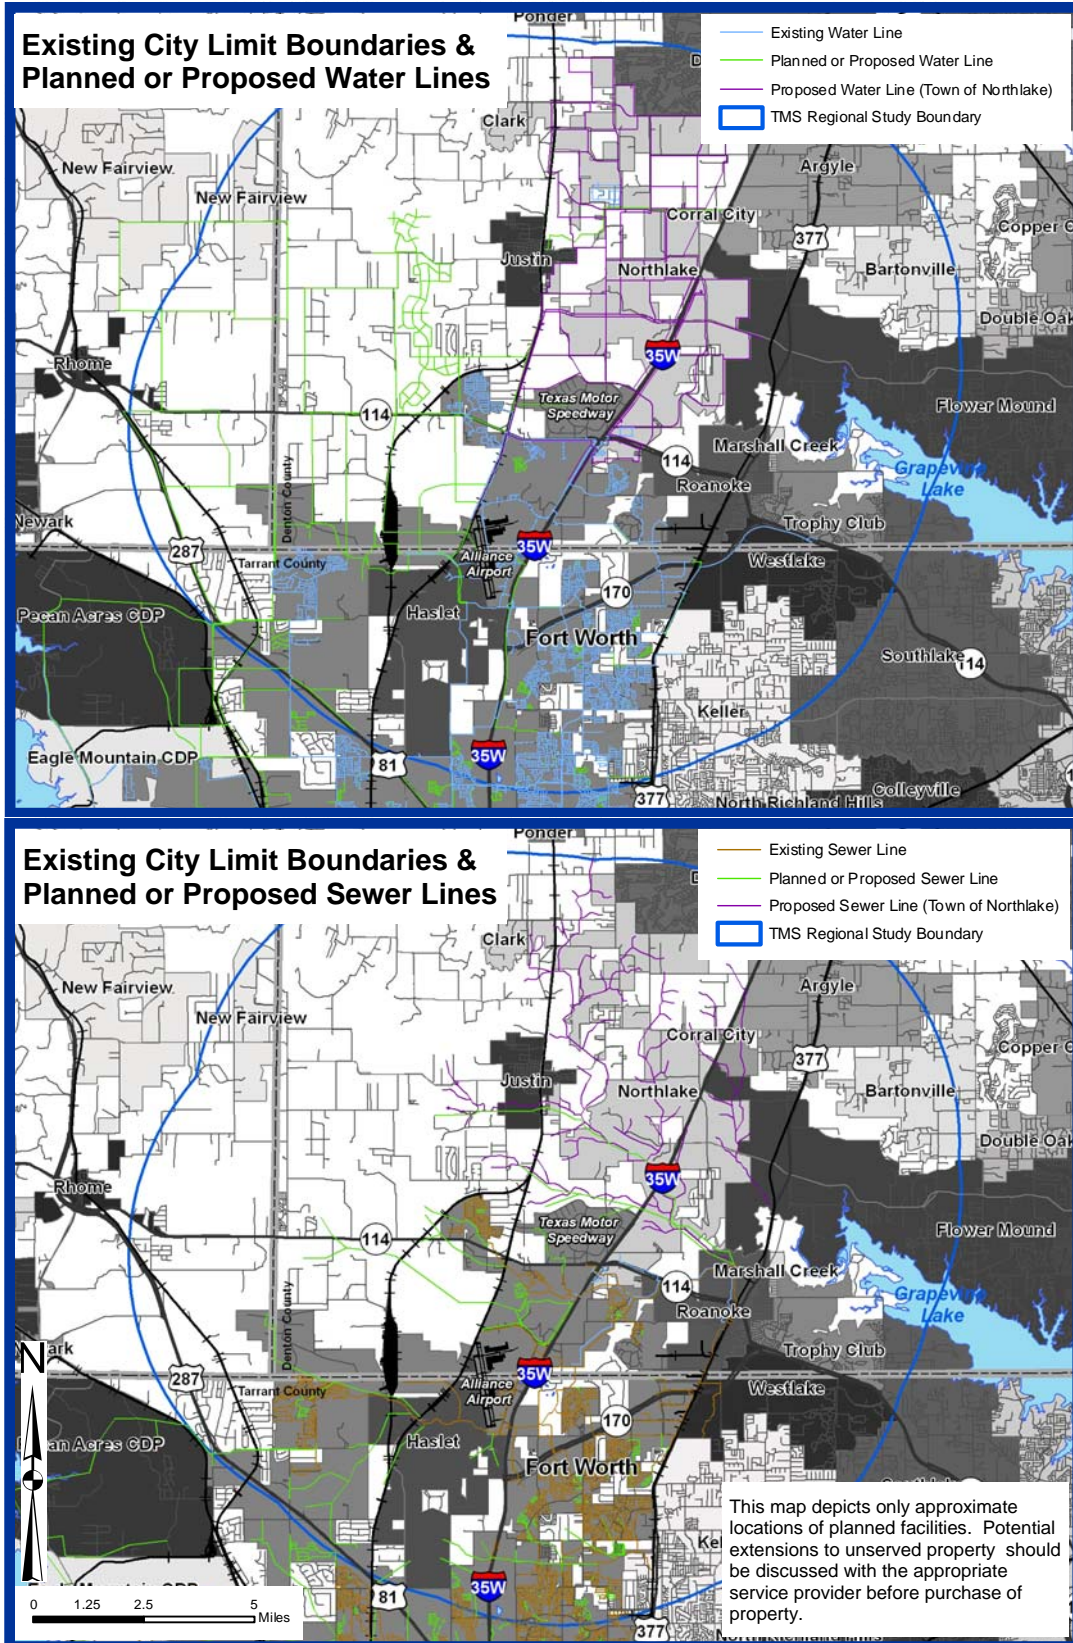 Ponder
Existing City Limit Boundaries &
Planned or Proposed Water Lines
Existing Water Line
Planned or Proposed Water Line
Proposed Water Line (Town of Northlake)
TMS Regional Study Boundary
D
Clark
New Fairview
New Fairview
Argyle
Corral City
377
Copper C
Justin
Northlake
Bartonville
Double Oak
Rhome
35W
114
Texas Motor
Speedway
Flower Mound
Marshall Creek
114
Roanoke
Grapevine
Lake
Denton County
Newark
Trophy Club
287
Tarrant County
Alliance
Airport
35W
Westlake
170
Pecan Acres CDP
Haslet
Fort Worth
Southlake
114
Keller
Eagle Mountain CDP
81
35W
377
Colleyville
North Richland Hills
Ponder
Existing City Limit Boundaries &
Planned or Proposed Sewer Lines
Existing Sewer Line
Planned or Proposed Sewer Line
Proposed Sewer Line (Town of Northlake)
TMS Regional Study Boundary
D
Clark
New Fairview
New Fairview
Argyle
Corral City
377
Copper C
Justin
Northlake
Bartonville
Double Oak
Rhome
35W
114
Texas Motor
Speedway
Flower Mound
Marshall Creek
114
Roanoke
Grapevine
Lake
Denton County
N
ark
Trophy Club
287
Tarrant County
Alliance
Airport
35W
Westlake
170
an Acres CDP
Haslet
Fort Worth
Kel
This map depicts only approximate
locations of planned facilities. Potential
extensions to unserved property should
be discussed with the appropriate
service provider before purchase of
property.
81
35W
377
0 1.25 2.5 5
Miles